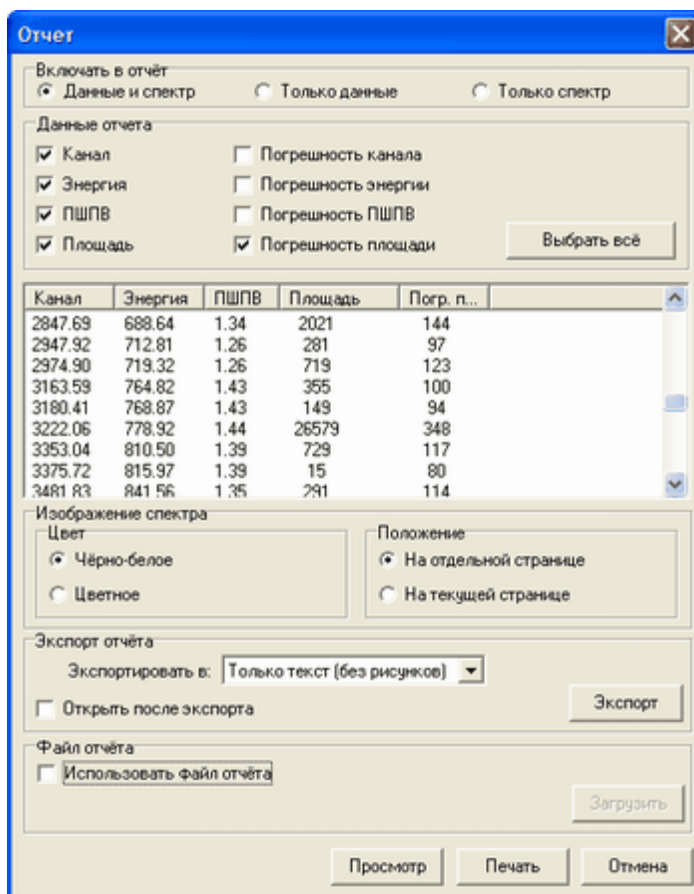 Отчет
Включать в отчёт
Данные и спектр Только данные Только спектр
Данные отчета
Канал Погрешность канала
Энергия Погрешность энергии
ПШПВ Погрешность ПШПВ
Площадь Погрешность площади Выбрать всё
Канал Энергия ПШПВ Площадь Погр. п...
2847.69 688.64 1.34 2021 144
2947.92 712.81 1.26 281 97
2974.90 719.32 1.26 719 123
3163.59 764.82 1.43 355 100
3180.41 768.87 1.43 149 94
3222.06 778.92 1.44 26579 348
3353.04 810.50 1.39 729 117
3375.72 815.97 1.39 15 80
3481.83 841.56 1.35 291 114
Изображение спектра
Цвет Положение
Чёрно-белое На отдельной странице
Цветное На текущей странице
Экспорт отчёта
Экспортировать в: Только текст (без рисунков)
Открыть после экспорта Экспорт
Файл отчёта
Использовать файл отчёта
Загрузить
Просмотр Печать Отмена